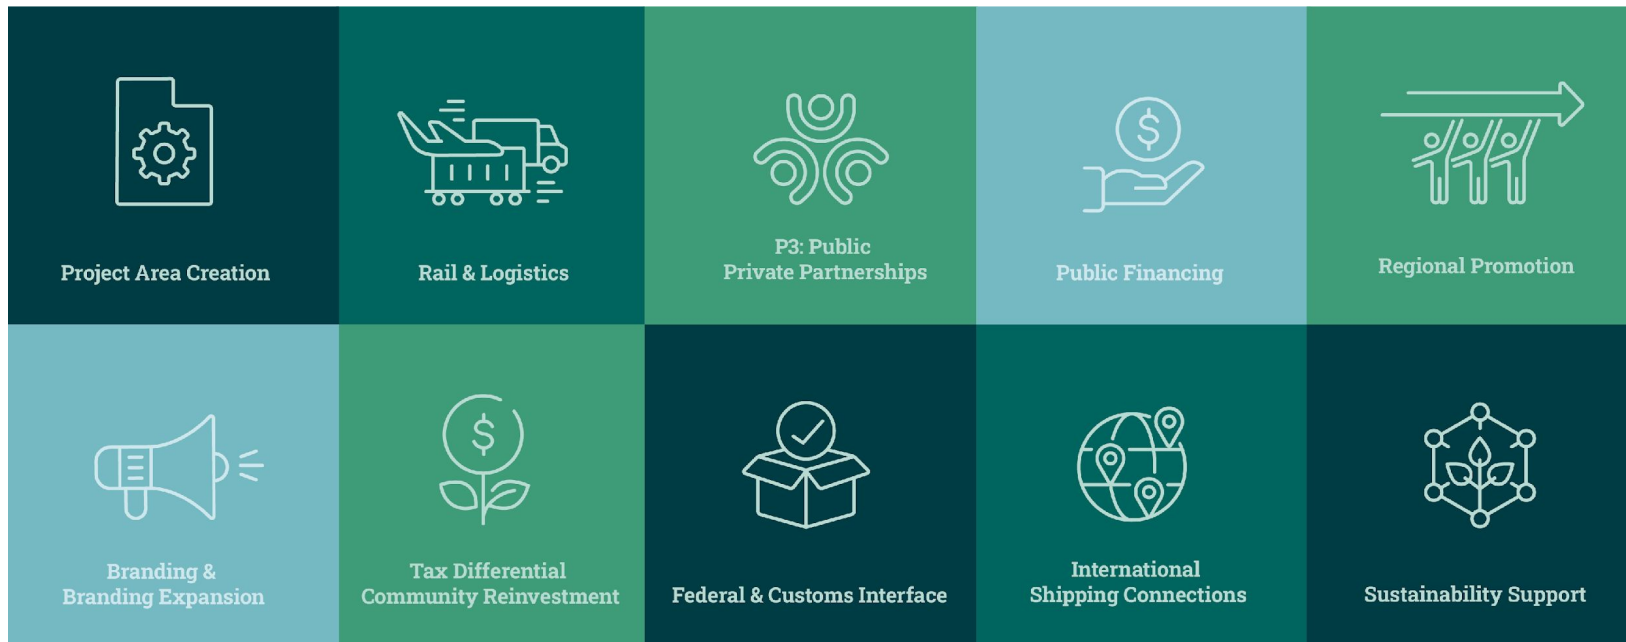 Project Area Creation
Rail & Logistics
P3: Public
Private Partnerships
$
Public Financing
Regional Promotion
Branding &
Branding Expansion
$
Tax Differential
Community Reinvestment
Federal & Customs Interface
International
Shipping Connections
Sustainability Support